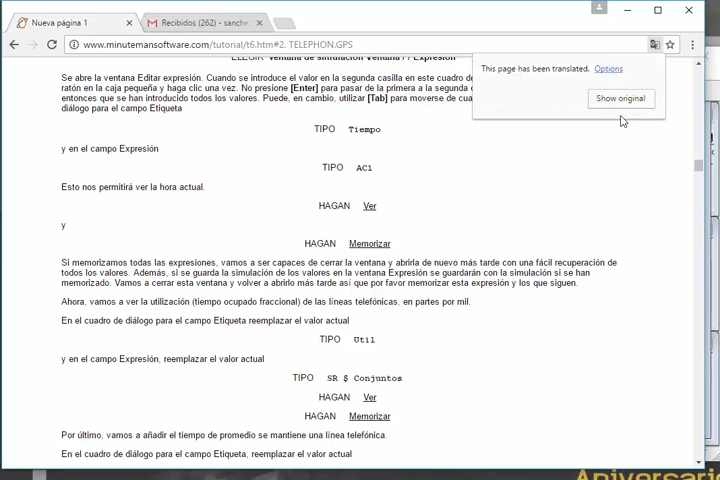 Nueva página 1
Recibidos (262) - sanche
www.minutemansoftware.com/tutorial/t6.htm#2. TELEPHON.GPS
This page has been translated. Options
Show original
ELEGIR Ventana de simulación Ventana / / Expresión
Se abre la ventana Editar expresión. Cuando se introduce el valor en la segunda casilla en este cuadro de
ratón en la caja pequeña y haga clic una vez. No presione [Enter] para pasar de la primera a la segunda
entonces que se han introducido todos los valores. Puede, en cambio, utilizar [Tab] para moverse de
diálogo para el campo Etiqueta
TIPO Tiempo
y en el campo Expresión
TIPO AC1
Esto nos permitirá ver la hora actual.
HAGAN Ver
y
HAGAN Memorizar
Si memorizamos todas las expresiones, vamos a ser capaces de cerrar la ventana y abrirla de nuevo más tarde con una fácil recuperación de
todos los valores. Además, si se guarda la simulación de los valores en la ventana Expresión se guardarán con la simulación si se han
memorizado. Vamos a cerrar esta ventana y volver a abrirlo más tarde así que por favor memorizar esta expresión y los que siguen.
Ahora, vamos a ver la utilización (tiempo ocupado fraccional) de las líneas telefónicas, en partes por mil.
En el cuadro de diálogo para el campo Etiqueta reemplazar el valor actual
TIPO Util
y en el campo Expresión, reemplazar el valor actual
TIPO SR $ Conjuntos
HAGAN Ver
HAGAN Memorizar
Por último, vamos a añadir el tiempo de promedio se mantiene una línea telefónica.
En el cuadro de diálogo para el campo Etiqueta, reemplazar el valor actual
Aniversari